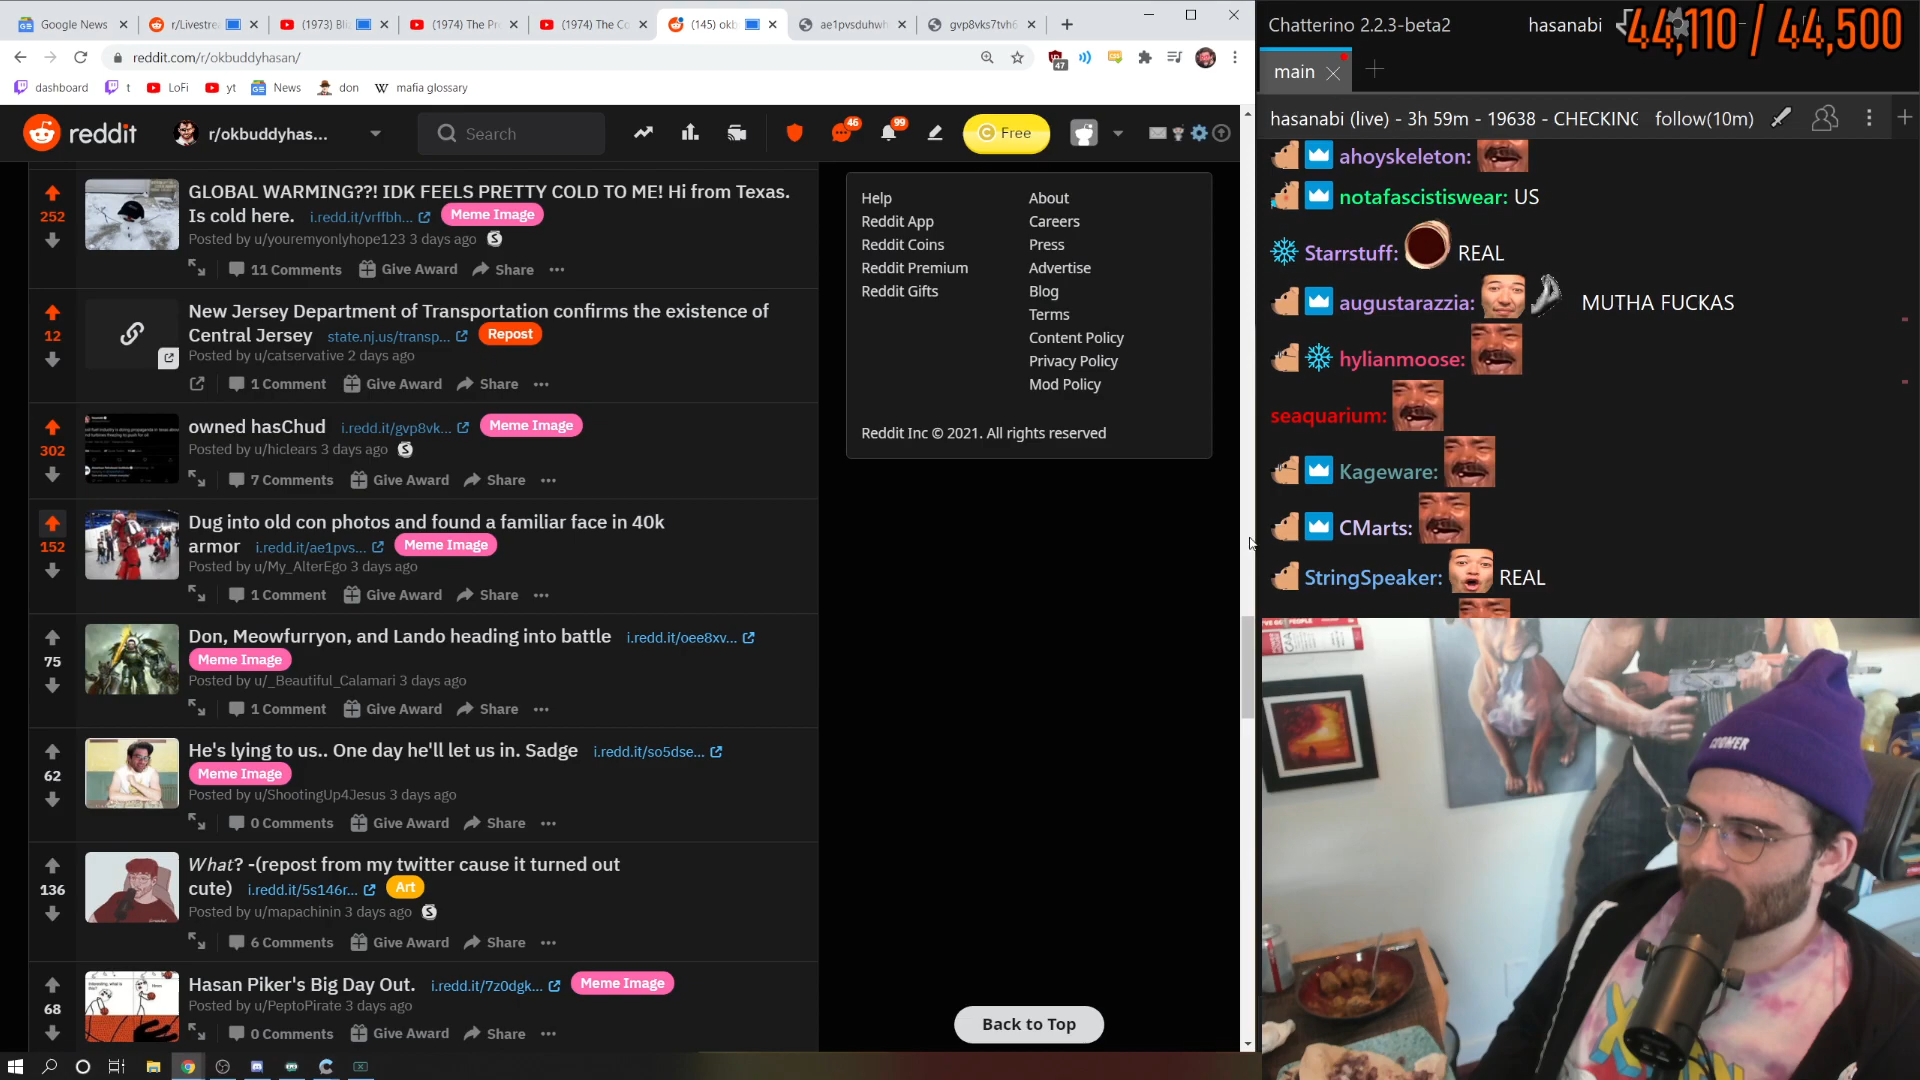 Google News
r/Livestre
(1973) Bli
(1974) The Pr
(1974) The Co
(145) okb
ae1pvsduhwh
gvp8vks7tvh6
reddit.com/r/okbuddyhasan/
47
dashboard
t
LoFi
yt
News
don
W mafia glossary
reddit
r/okbuddyhas...
Search
46
99
Free
GLOBAL WARMING??! IDK FEELS PRETTY COLD TO ME! Hi from Texas.
Is cold here. i.redd.it/vrffbh... Meme Image
252
Posted by u/youremyonlyhope123 3 days ago
11 Comments Give Award Share
New Jersey Department of Transportation confirms the existence of
Central Jersey state.nj.us/transp... Repost
12
Posted by u/catservative 2 days ago
1 Comment Give Award Share
owned hasChud i.redd.it/gvp8vk... Meme Image
302
Posted by u/hiclears 3 days ago
7 Comments Give Award Share
Dug into old con photos and found a familiar face in 40k
armor i.redd.it/ae1pvs... Meme Image
152
Posted by u/My_AlterEgo 3 days ago
1 Comment Give Award Share
Don, Meowfurryon, and Lando heading into battle i.redd.it/oee8xv...
Meme Image
75
Posted by u/_Beautiful_Calamari 3 days ago
1 Comment Give Award Share
He's lying to us.. One day he'll let us in. Sadge i.redd.it/so5dse...
Meme Image
62
Posted by u/ShootingUp4Jesus 3 days ago
0 Comments Give Award Share
What? -(repost from my twitter cause it turned out
cute) i.redd.it/5s146r... Art
136
Posted by u/mapachinin 3 days ago
6 Comments Give Award Share
Hasan Piker's Big Day Out. i.redd.it/7z0dgk... Meme Image
68
Posted by u/PeptoPirate 3 days ago
0 Comments Give Award Share
Help About
Reddit App Careers
Reddit Coins Press
Reddit Premium Advertise
Reddit Gifts Blog
Terms
Content Policy
Privacy Policy
Mod Policy
Reddit Inc © 2021. All rights reserved
Back to Top
Chatterino 2.2.3-beta2
hasanabi
44,110 / 44,500
main
hasanabi (live) - 3h 59m - 19638 - CHECKING follow(10m)
ahoyskeleton:
notafascistiswear: US
Starrstuff: REAL
augustarazzia: MUTHA FUCKAS
hylianmoose:
seaquarium:
Kageware:
CMarts:
StringSpeaker: REAL